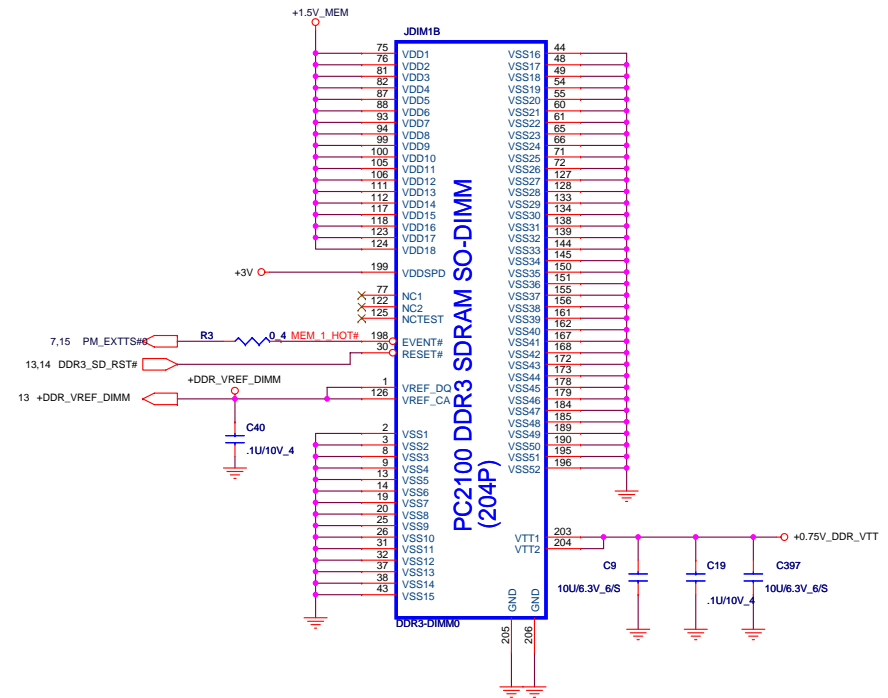 +1.5V_MEM
JDIM1B
75 VDD1 VSS16 44
76 VDD2 VSS17 48
81 VDD3 VSS18 49
82 VDD4 VSS19 54
87 VDD5 VSS20 55
88 VDD6 VSS21 60
93 VDD7 VSS22 61
94 VDD8 VSS23 65
99 VDD9 VSS24 66
100 VDD10 VSS25 71
105 VDD11 VSS26 72
106 VDD12 VSS27 127
111 VDD13 VSS28 128
112 VDD14 VSS29 133
117 VDD15 VSS30 134
118 VDD16 VSS31 138
123 VDD17 VSS32 139
124 VDD18 VSS33 144
VSS34 145
+3V 199 VDDSPD VSS35 150
VSS36 151
77 NC1 VSS37 155
122 NC2 VSS38 156
125 NCTEST VSS39 161
VSS40 162
7,15 PM_EXTTS#0 R3 0_4 MEM_1_HOT# 198 EVENT# VSS41 167
30 RESET# VSS42 168
13,14 DDR3_SD_RST# VSS43 172
VSS44 173
+DDR_VREF_DIMM
1 VREF_DQ VSS45 178
13 +DDR_VREF_DIMM 126 VREF_CA VSS46 179
VSS47 184
VSS48 185
C40 .1U/10V_4
2 VSS1 VSS49 189
3 VSS2 VSS50 190
8 VSS3 VSS51 195
9 VSS4 VSS52 196
13 VSS5
14 VSS6
19 VSS7
20 VSS8
25 VSS9
26 VSS10
31 VSS11
32 VSS12
37 VSS13
38 VSS14
43 VSS15
PC2100 DDR3 SDRAM SO-DIMM
(204P)
VTT1 203
VTT2 204
+0.75V_DDR_VTT
C9
10U/6.3V_6/S
C19
.1U/10V_4
C397
10U/6.3V_6/S
GND GND
DDR3-DIMM0
205 206